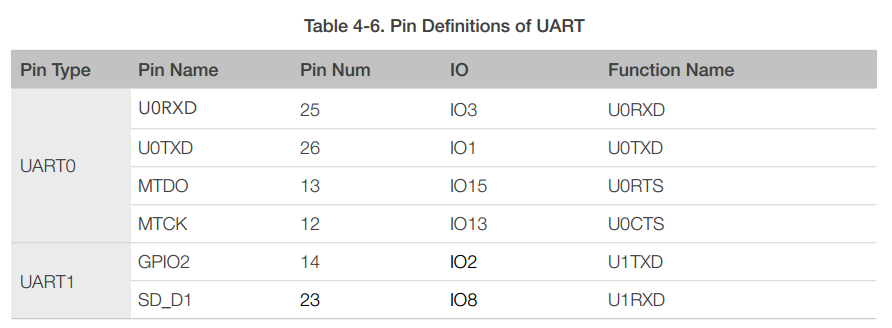 Table 4-6. Pin Definitions of UART
Pin Type Pin Name Pin Num IO Function Name
UART0
U0RXD 25 IO3 U0RXD
U0TXD 26 IO1 U0TXD
MTDO 13 IO15 U0RTS
MTCK 12 IO13 U0CTS
UART1
GPIO2 14 IO2 U1TXD
SD_D1 23 IO8 U1RXD